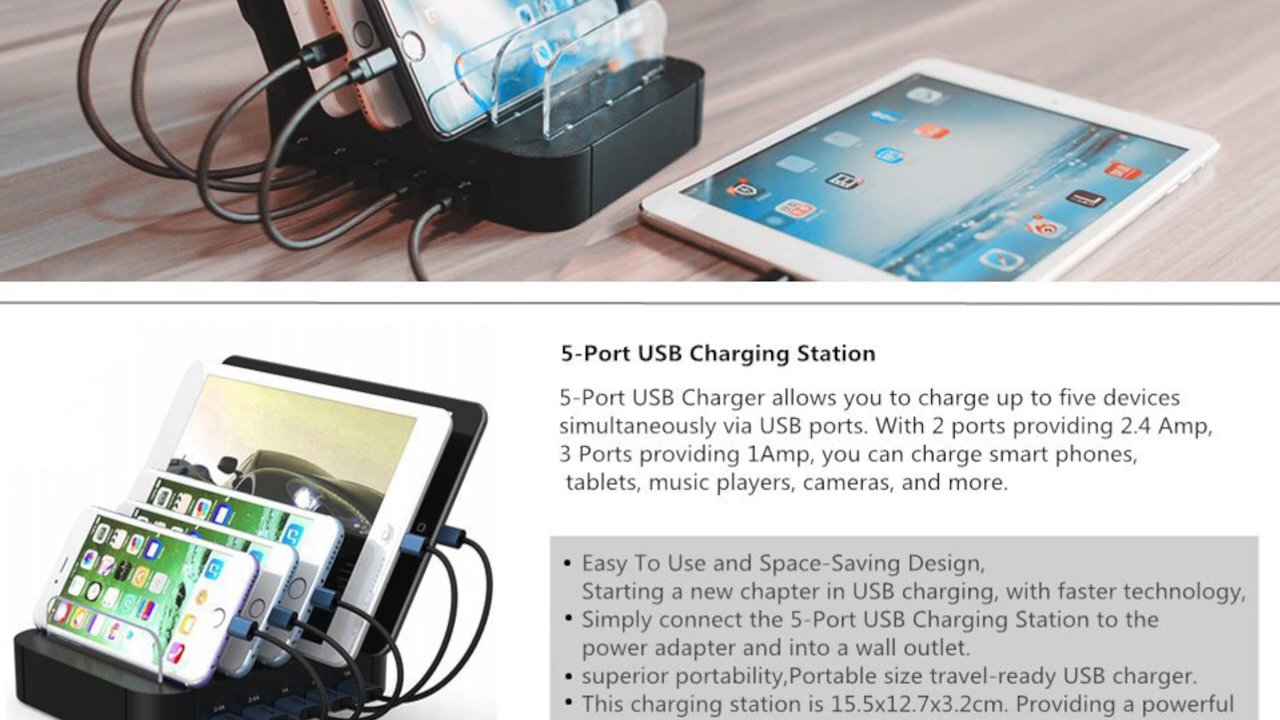 5-Port USB Charging Station
5-Port USB Charger allows you to charge up to five devices
simultaneously via USB ports. With 2 ports providing 2.4 Amp,
3 Ports providing 1Amp, you can charge smart phones,
tablets, music players, cameras, and more.
• Easy To Use and Space-Saving Design,
Starting a new chapter in USB charging, with faster technology,
• Simply connect the 5-Port USB Charging Station to the
power adapter and into a wall outlet.
• superior portability,Portable size travel-ready USB charger.
• This charging station is 15.5x12.7x3.2cm. Providing a powerful